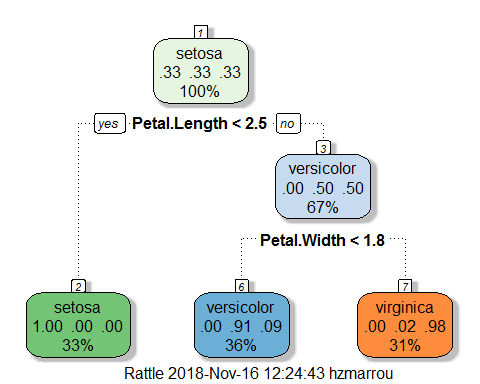 1
setosa
.33 .33 .33
100%
yes Petal.Length < 2.5 no
3
versicolor
.00 .50 .50
67%
Petal.Width < 1.8
2
setosa
1.00 .00 .00
33%
6
versicolor
.00 .91 .09
36%
7
virginica
.00 .02 .98
31%
Rattle 2018-Nov-16 12:24:43 hzmarrou